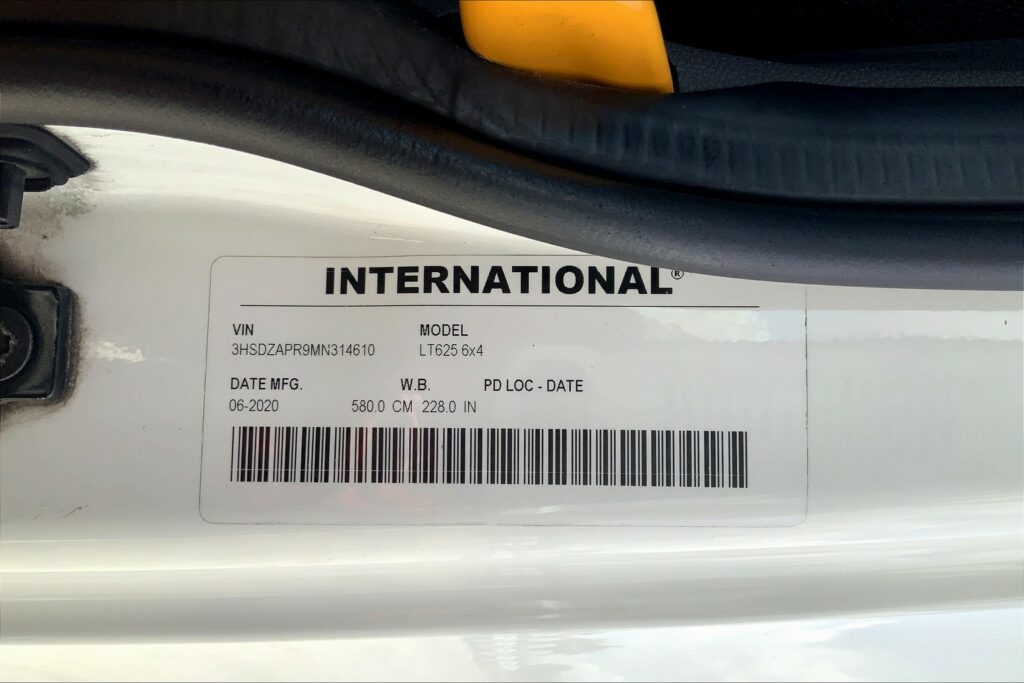 INTERNATIONAL®
VIN MODEL
3HSDZAPR9MN314610 LT625 6x4
DATE MFG. W.B. PD LOC - DATE
06-2020 580.0 CM 228.0 IN